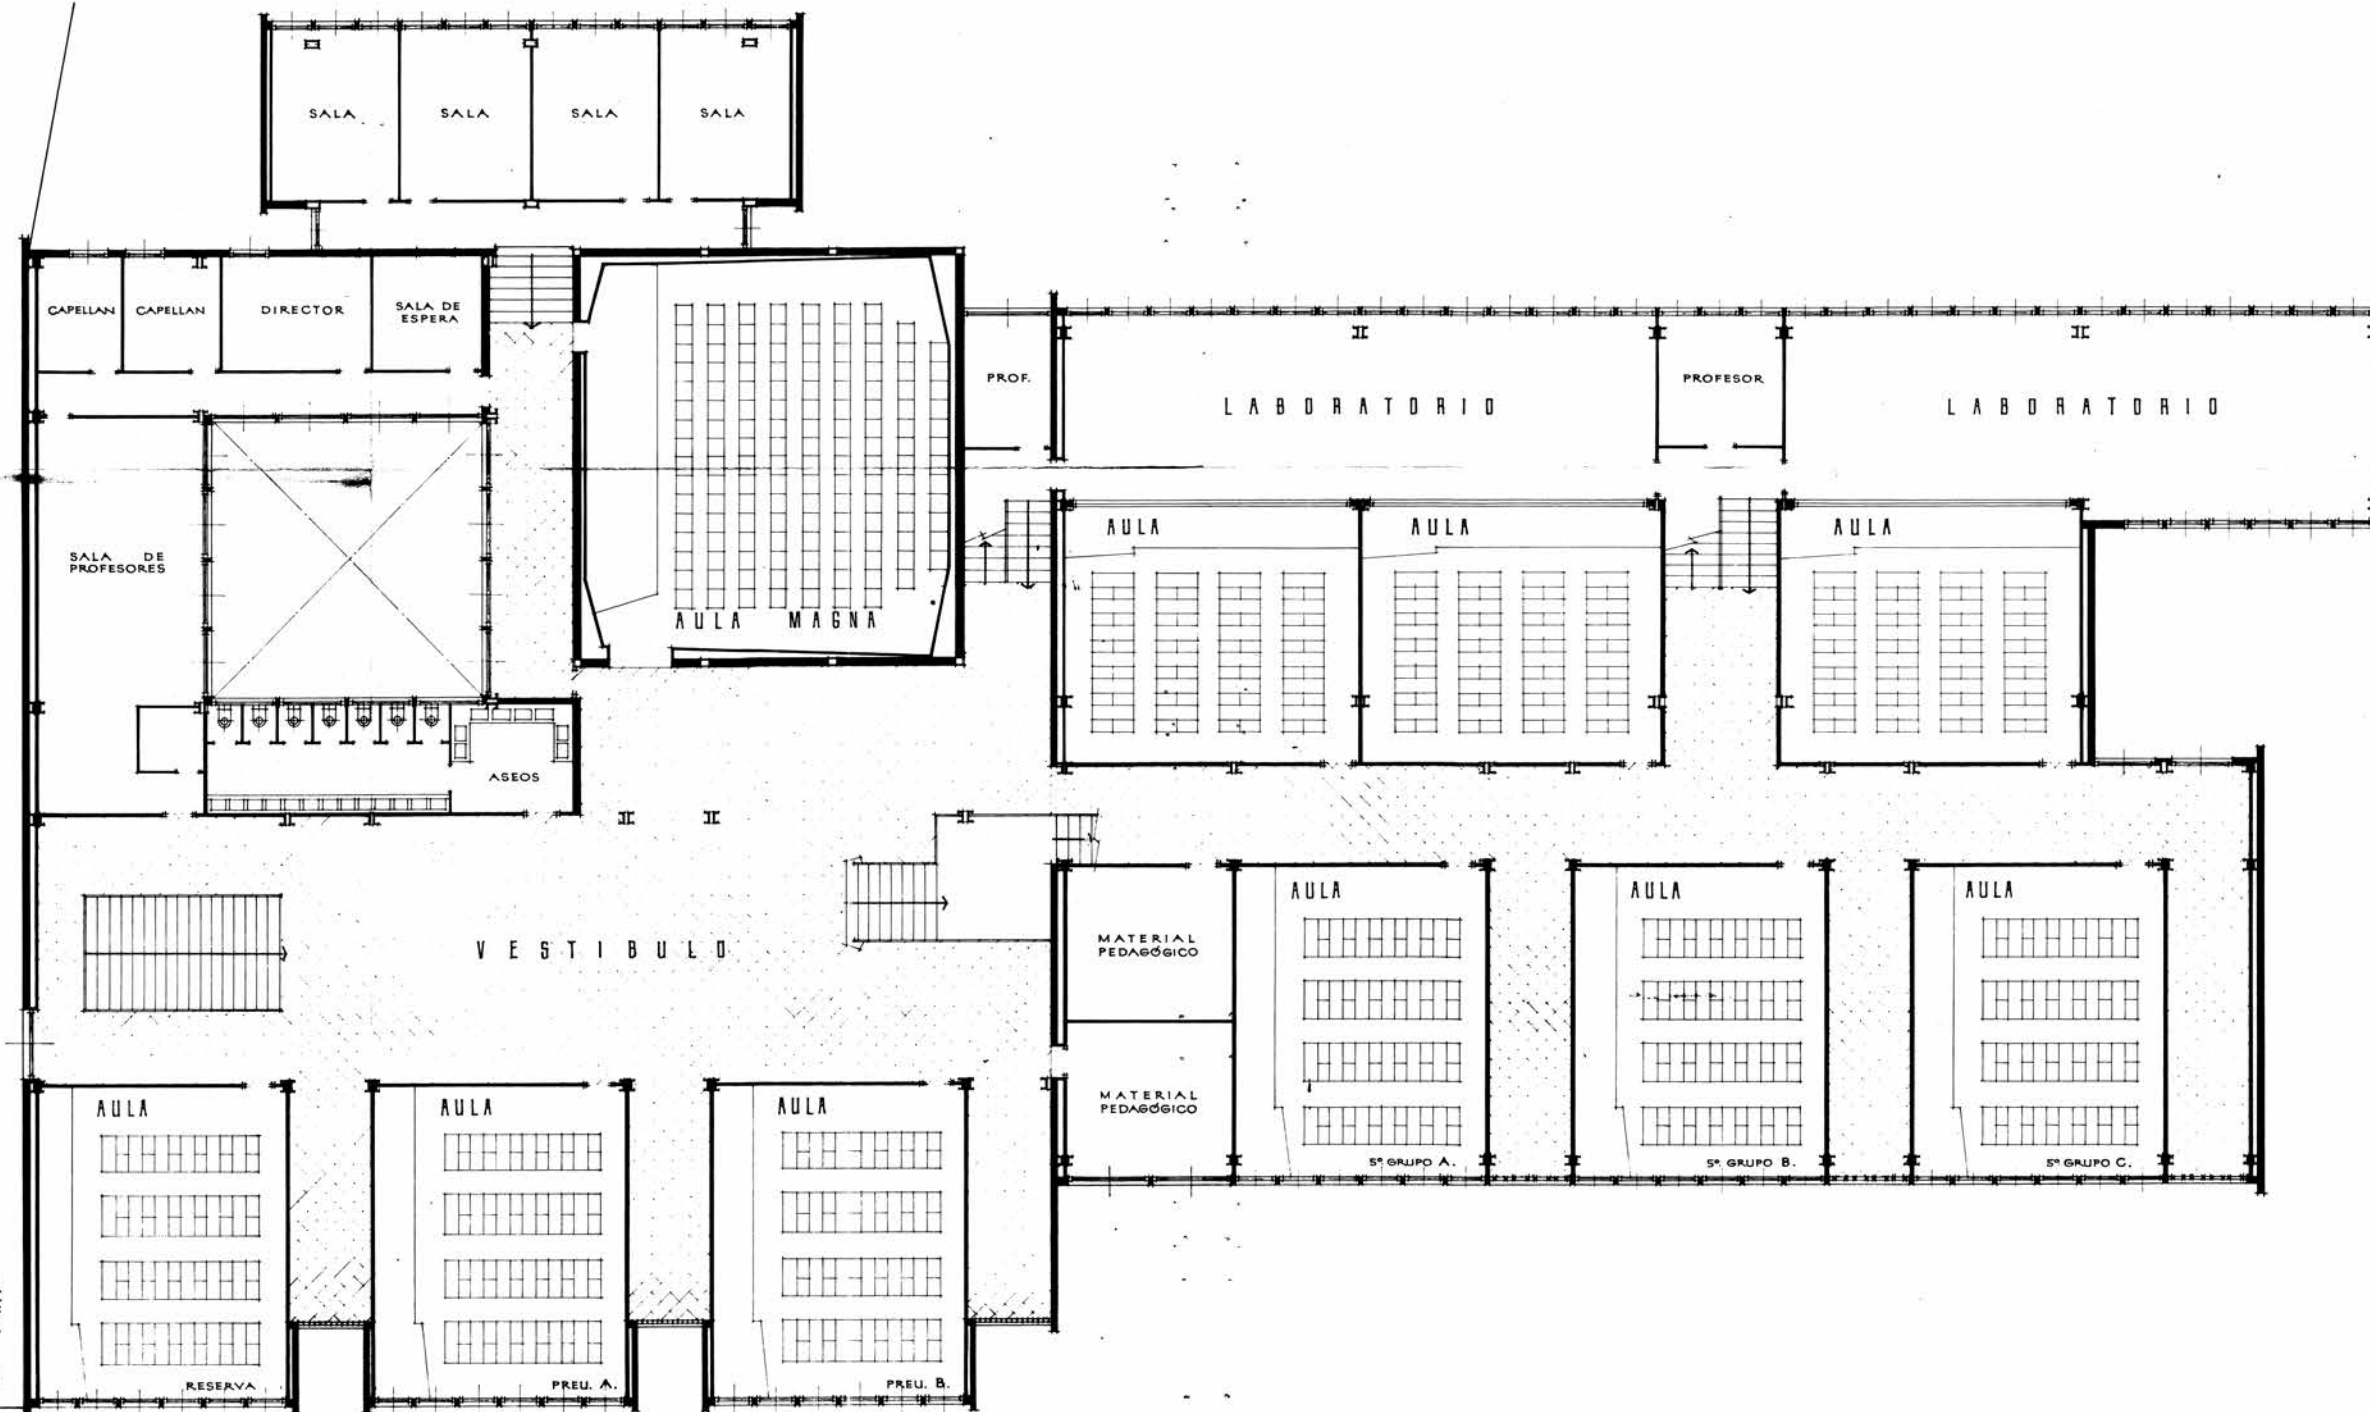 SALA
SALA
SALA
SALA
CAPELLAN
CAPELLAN
DIRECTOR
SALA DE
ESPERA
PROF.
LABORATORIO
PROFESOR
LABORATORIO
SALA DE
PROFESORES
AULA MAGNA
AULA
AULA
AULA
ASEOS
VESTIBULO
MATERIAL
PEDAGÓGICO
MATERIAL
PEDAGÓGICO
AULA
5º GRUPO A.
AULA
5º GRUPO B.
AULA
5º GRUPO C.
AULA
RESERVA
AULA
PREU. A.
AULA
PREU. B.